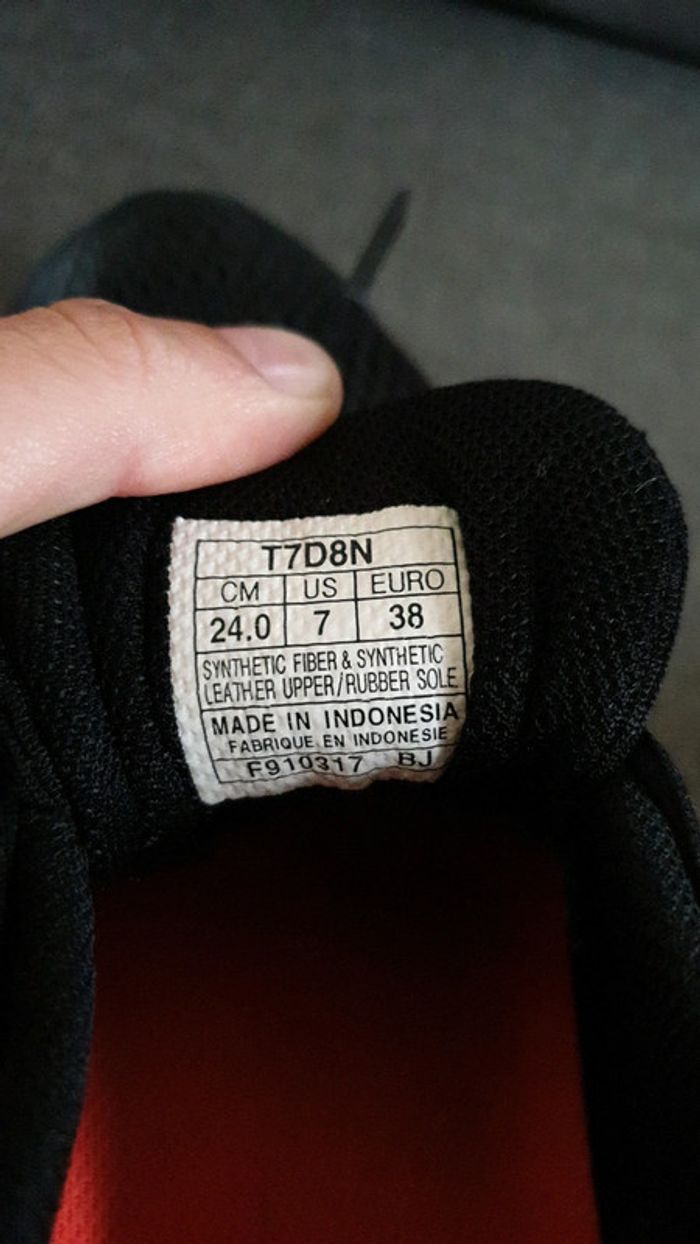 T7D8N
CM US EURO
24.0 7 38
SYNTHETIC FIBER & SYNTHETIC
LEATHER UPPER/RUBBER SOLE
MADE IN INDONESIA
FABRIQUE EN INDONESIE
F910317 BJ